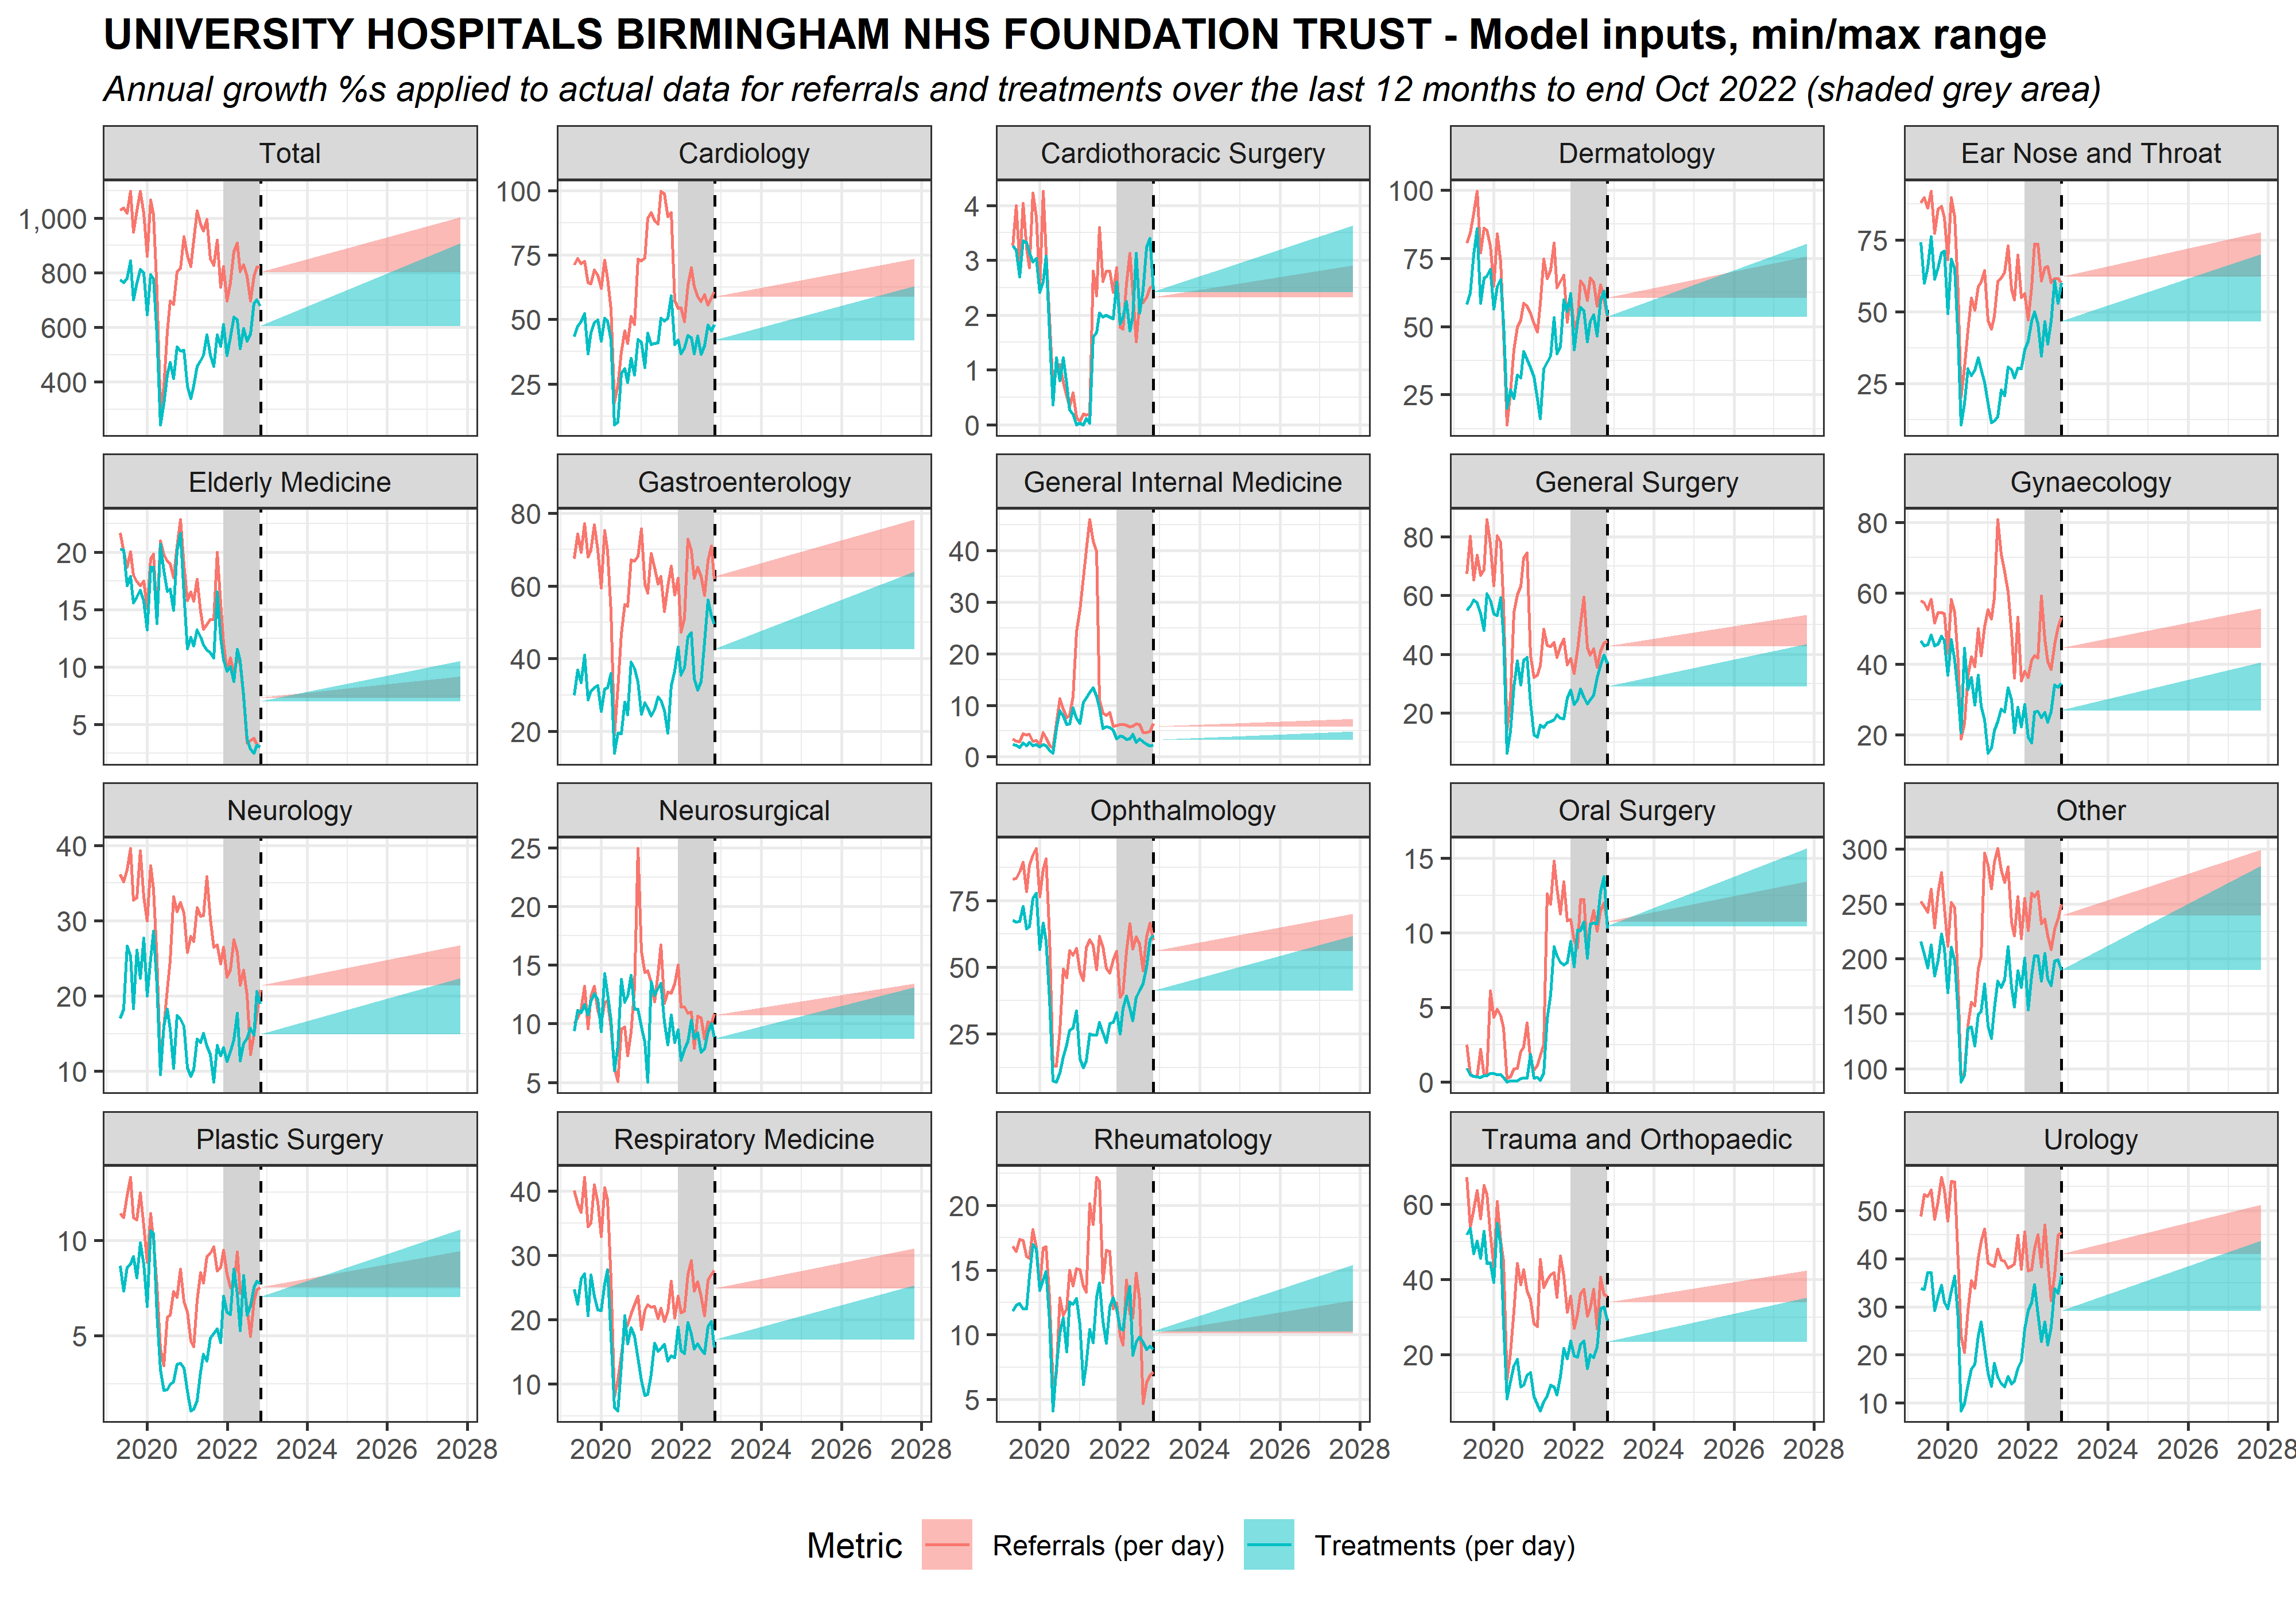 UNIVERSITY HOSPITALS BIRMINGHAM NHS FOUNDATION TRUST - Model inputs, min/max range
Annual growth %s applied to actual data for referrals and treatments over the last 12 months to end Oct 2022 (shaded grey area)
Total
Cardiology
Cardiothoracic Surgery
Dermatology
Ear Nose and Throat
1,000
800
600
400
100
75
50
25
4
3
2
1
0
100
75
50
25
75
50
25
Elderly Medicine
Gastroenterology
General Internal Medicine
General Surgery
Gynaecology
20
15
10
5
80
60
40
20
40
30
20
10
0
80
60
40
20
80
60
40
20
Neurology
Neurosurgical
Ophthalmology
Oral Surgery
Other
40
30
20
10
25
20
15
10
5
75
50
25
15
10
5
0
300
250
200
150
100
Plastic Surgery
Respiratory Medicine
Rheumatology
Trauma and Orthopaedic
Urology
10
5
40
30
20
10
20
15
10
5
60
40
20
50
40
30
20
10
2020 2022 2024 2026 2028
2020 2022 2024 2026 2028
2020 2022 2024 2026 2028
2020 2022 2024 2026 2028
2020 2022 2024 2026 2028
Metric Referrals (per day) Treatments (per day)